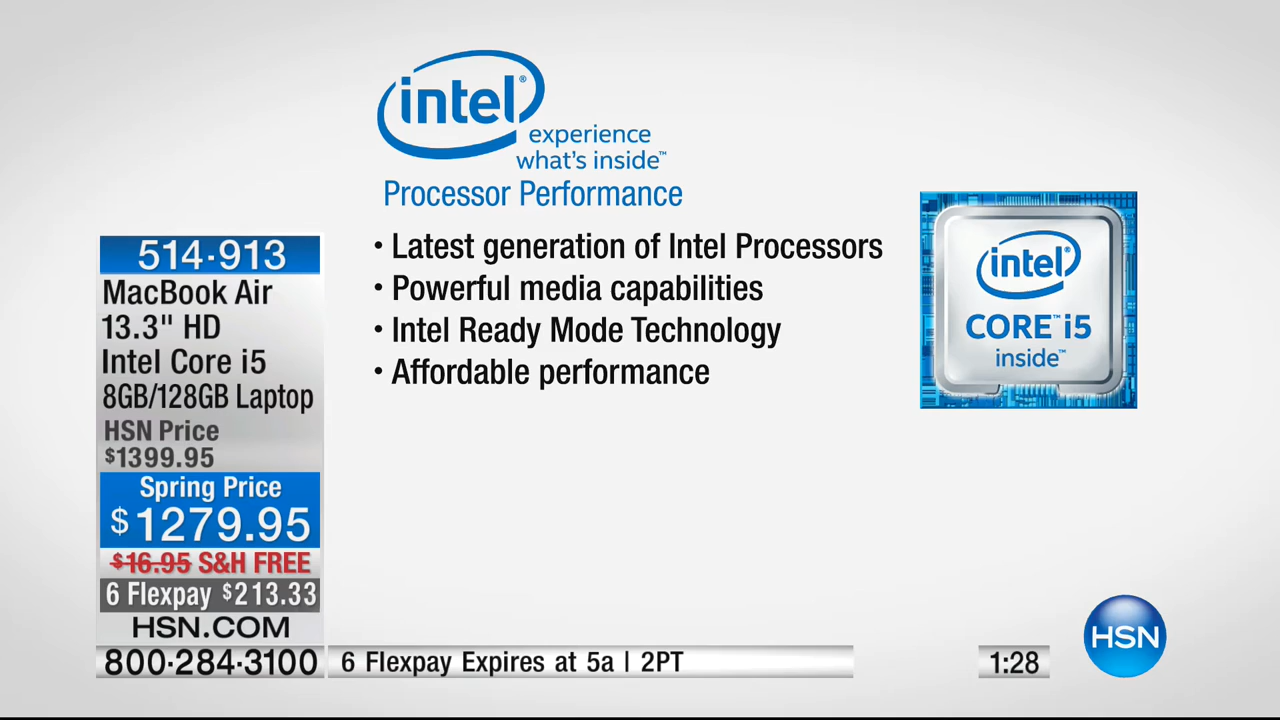 intel®
experience
what's inside™
Processor Performance
• Latest generation of Intel Processors
• Powerful media capabilities
• Intel Ready Mode Technology
• Affordable performance
intel®
CORE™ i5
inside™
514·913
MacBook Air
13.3" HD
Intel Core i5
8GB/128GB Laptop
HSN Price
$1399.95
Spring Price
$1279.95
$16.95 S&H FREE
6 Flexpay $213.33
HSN.COM
800·284·3100
6 Flexpay Expires at 5a | 2PT
1:28
HSN